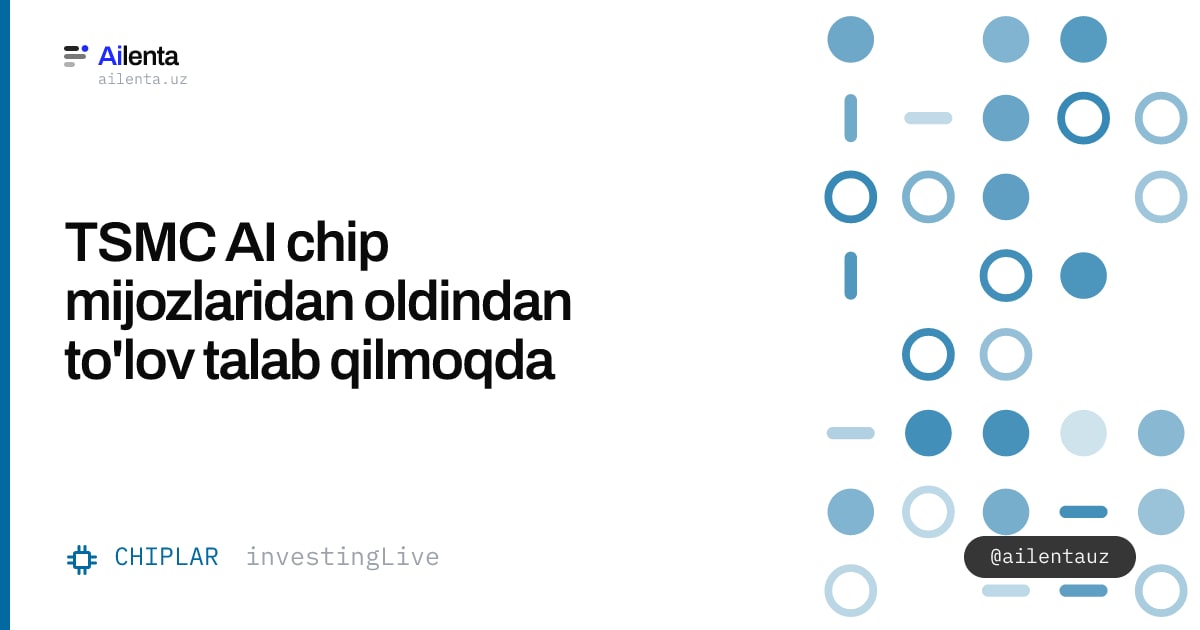 Ailenta
ailenta.uz
TSMC AI chip
mijozlaridan oldindan
to'lov talab qilmoqda
CHIPLAR investingLive
@ailentauz